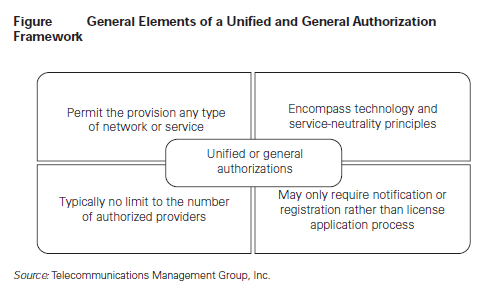 Figure General Elements of a Unified and General Authorization
Framework
Permit the provision any type
of network or service
Encompass technology and
service-neutrality principles
Unified or general
authorizations
Typically no limit to the number
of authorized providers
May only require notification or
registration rather than license
application process
Source: Telecommunications Management Group, Inc.